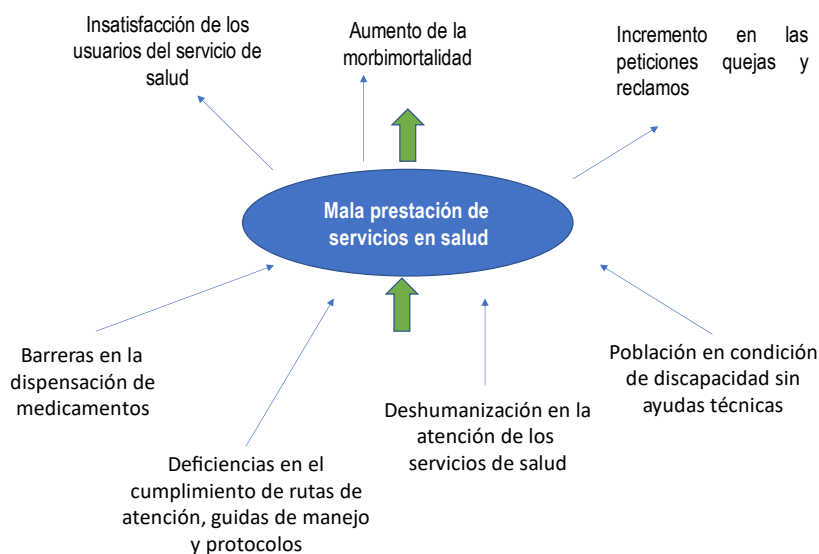 Insatisfacción de los
usuarios del servicio de
salud
Aumento de la
morbimortalidad
Incremento en las
peticiones quejas y
reclamos
Mala prestación de
servicios en salud
Barreras en la
dispensación de
medicamentos
Deficiencias en el
cumplimiento de rutas de
atención, guidas de manejo
y protocolos
Deshumanización en la
atención de los
servicios de salud
Población en condición
de discapacidad sin
ayudas técnicas